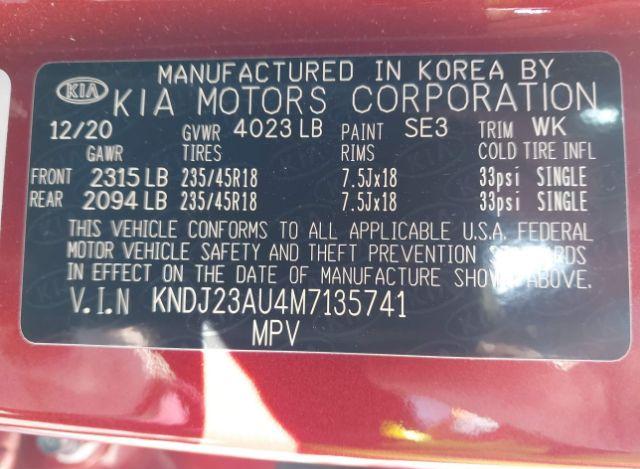 MANUFACTURED IN KOREA BY
KIA KIA MOTORS CORPORATION
12/20 GVWR 4023 LB PAINT SE3 TRIM WK
GAWR TIRES RIMS COLD TIRE INFL
FRONT 2315 LB 235/45R18 7.5Jx18 33psi SINGLE
REAR 2094 LB 235/45R18 7.5Jx18 33psi SINGLE
THIS VEHICLE CONFORMS TO ALL APPLICABLE U.S.A. FEDERAL
MOTOR VEHICLE SAFETY AND THEFT PREVENTION STANDARDS
IN EFFECT ON THE DATE OF MANUFACTURE SHOWN ABOVE.
V.I.N KNDJ23AU4M7135741
MPV